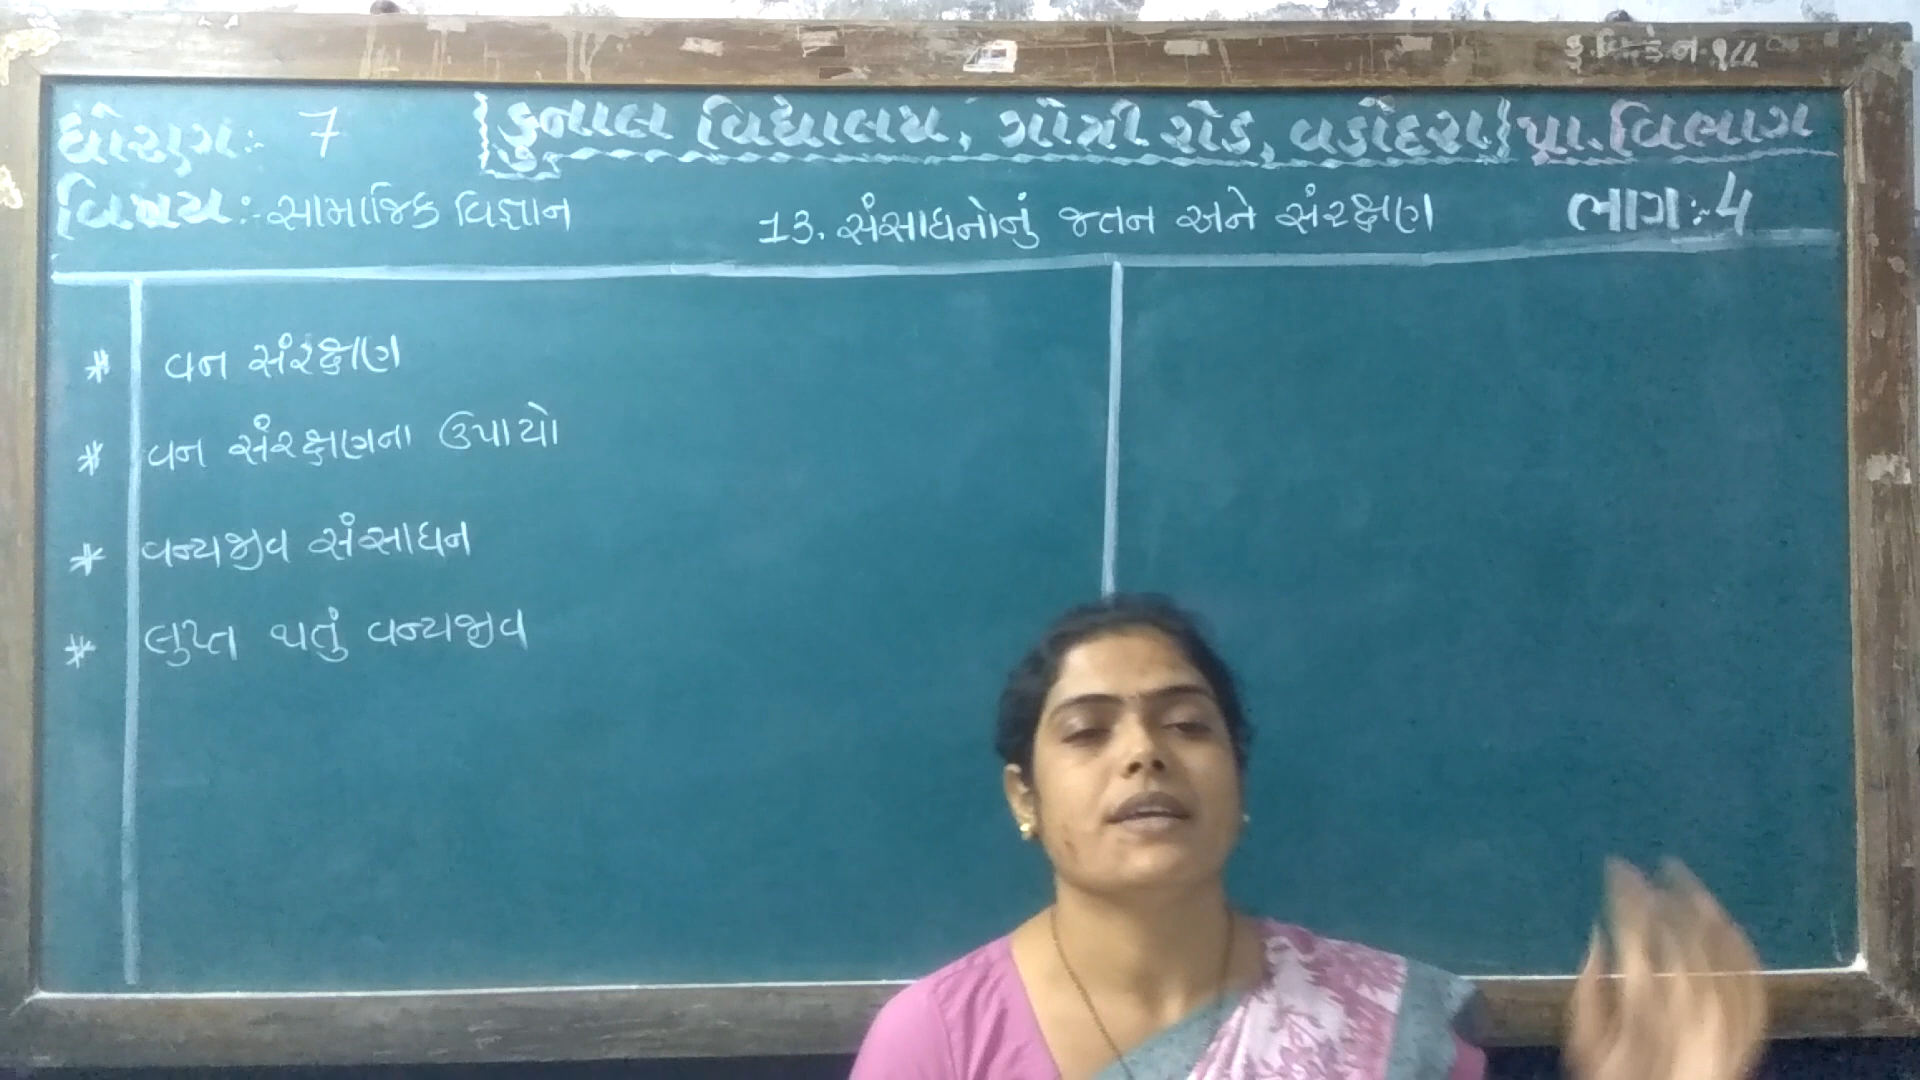 ધોરણ:- 7 {કુનાલ વિદ્યાલય, ગોત્રી રોડ, વડોદરા} પ્રા. વિભાગ
વિષય:- સામાજિક વિજ્ઞાન 13. સંસાધનોનું જતન અને સંરક્ષણ ભાગ:- 4
* વન સંરક્ષણ
* વન સંરક્ષણના ઉપાયો
* વન્યજીવ સંસાધન
* લુપ્ત થતું વન્યજીવ